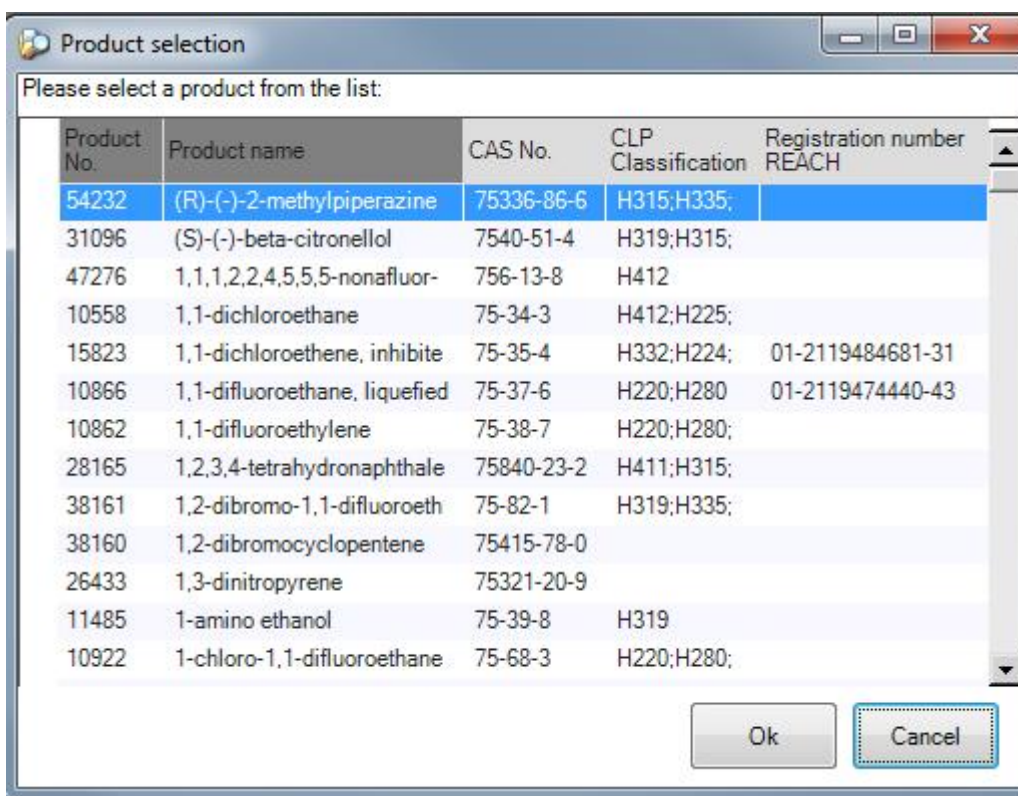 Product selection
Please select a product from the list:
Product No. Product name CAS No. CLP Classification Registration number REACH
54232 (R)-(-)-2-methylpiperazine 75336-86-6 H315;H335;
31096 (S)-(-)-beta-citronellol 7540-51-4 H319;H315;
47276 1,1,1,2,2,4,5,5,5-nonafluor- 756-13-8 H412
10558 1,1-dichloroethane 75-34-3 H412;H225;
15823 1,1-dichloroethene, inhibite 75-35-4 H332;H224; 01-2119484681-31
10866 1,1-difluoroethane, liquefied 75-37-6 H220;H280 01-2119474440-43
10862 1,1-difluoroethylene 75-38-7 H220;H280;
28165 1,2,3,4-tetrahydronaphthale 75840-23-2 H411;H315;
38161 1,2-dibromo-1,1-difluoroeth 75-82-1 H319;H335;
38160 1,2-dibromocyclopentene 75415-78-0
26433 1,3-dinitropyrene 75321-20-9
11485 1-amino ethanol 75-39-8 H319
10922 1-chloro-1,1-difluoroethane 75-68-3 H220;H280;
Ok Cancel